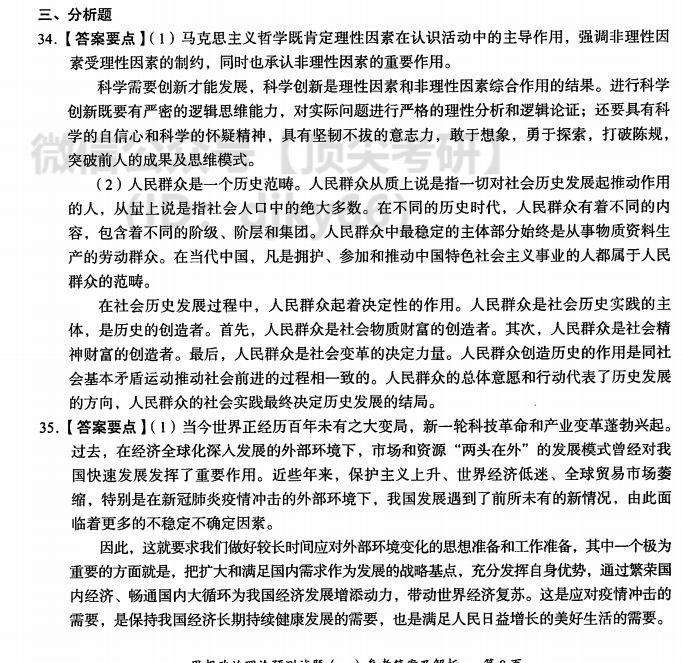 三、分析题
34.【答案要点】(1)马克思主义哲学既肯定理性因素在认识活动中的主导作用，强调非理性因
素受理性因素的制约，同时也承认非理性因素的重要作用。
科学需要创新才能发展，科学创新是理性因素和非理性因素综合作用的结果。进行科学
创新既要有严密的逻辑思维能力，对实际问题进行严格的理性分析和逻辑论证；还要具有科
学的自信心和科学的怀疑精神，具有坚韧不拔的意志力，敢于想象，勇于探索，打破陈规，
突破前人的成果及思维模式。
微信公众号【顶尖考研】
(2)人民群众是一个历史范畴。人民群众从质上说是指一切对社会历史发展起推动作用
的人，从量上说是指社会人口中的绝大多数。在不同的历史时代，人民群众有着不同的内
容，包含着不同的阶级、阶层和集团。人民群众中最稳定的主体部分始终是从事物质资料生
产的劳动群众。在当代中国，凡是拥护、参加和推动中国特色社会主义事业的人都属于人民
群众的范畴。
在社会历史发展过程中，人民群众起着决定性的作用。人民群众是社会历史实践的主
体，是历史的创造者。首先，人民群众是社会物质财富的创造者。其次，人民群众是社会精
神财富的创造者。最后，人民群众是社会变革的决定力量。人民群众创造历史的作用是同社
会基本矛盾运动推动社会前进的过程相一致的。人民群众的总体意愿和行动代表了历史发展
的方向，人民群众的社会实践最终决定历史发展的结局。
35.【答案要点】(1)当今世界正经历百年未有之大变局，新一轮科技革命和产业变革蓬勃兴起。
过去，在经济全球化深入发展的外部环境下，市场和资源“两头在外”的发展模式曾经对我
国快速发展发挥了重要作用。近些年来，保护主义上升、世界经济低迷、全球贸易市场萎
缩，特别是在新冠肺炎疫情冲击的外部环境下，我国发展遇到了前所未有的新情况，由此面
临着更多的不稳定不确定因素。
因此，这就要求我们做好较长时间应对外部环境变化的思想准备和工作准备，其中一个极为
重要的方面就是，把扩大和满足国内需求作为发展的战略基点，充分发挥自身优势，通过繁荣国
内经济、畅通国内大循环为我国经济发展增添动力，带动世界经济复苏。这是应对疫情冲击的
需要，是保持我国经济长期持续健康发展的需要，也是满足人民日益增长的美好生活的需要。